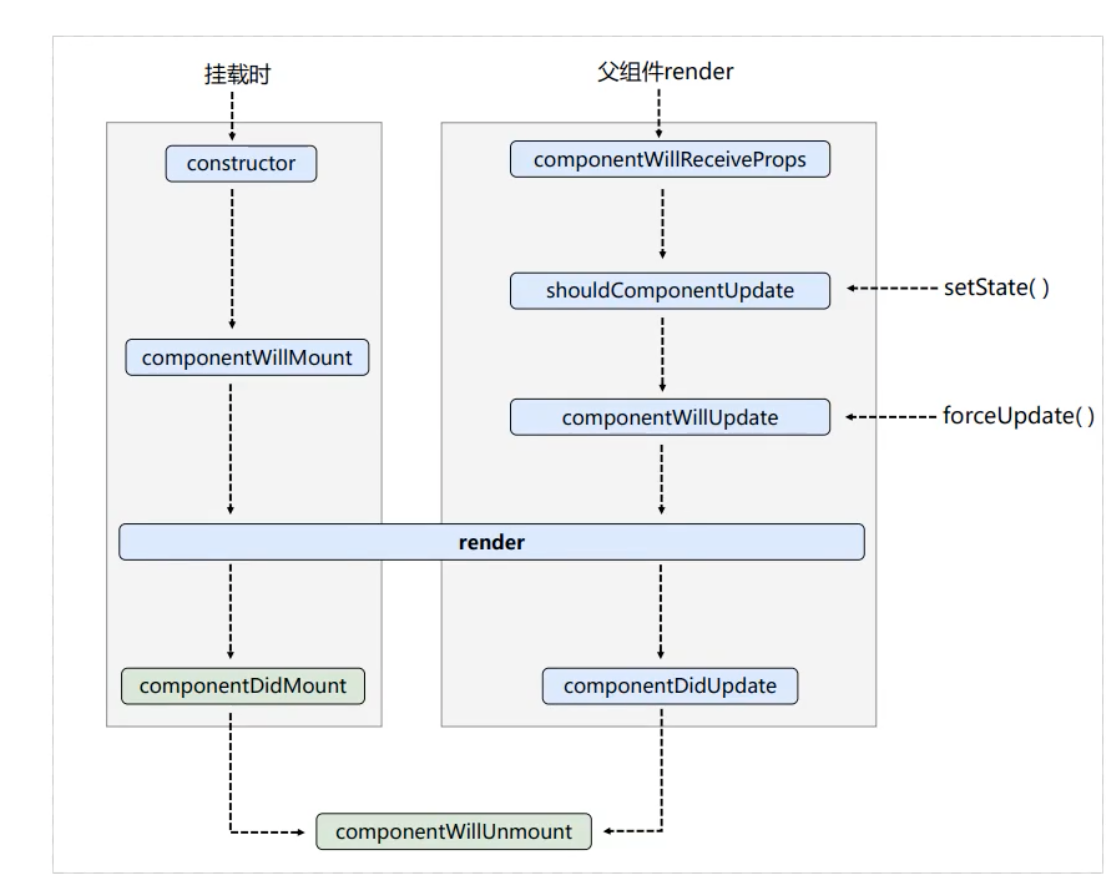 挂载时
父组件render
constructor
componentWillReceiveProps
shouldComponentUpdate
setState( )
componentWillMount
componentWillUpdate
forceUpdate( )
render
componentDidMount
componentDidUpdate
componentWillUnmount